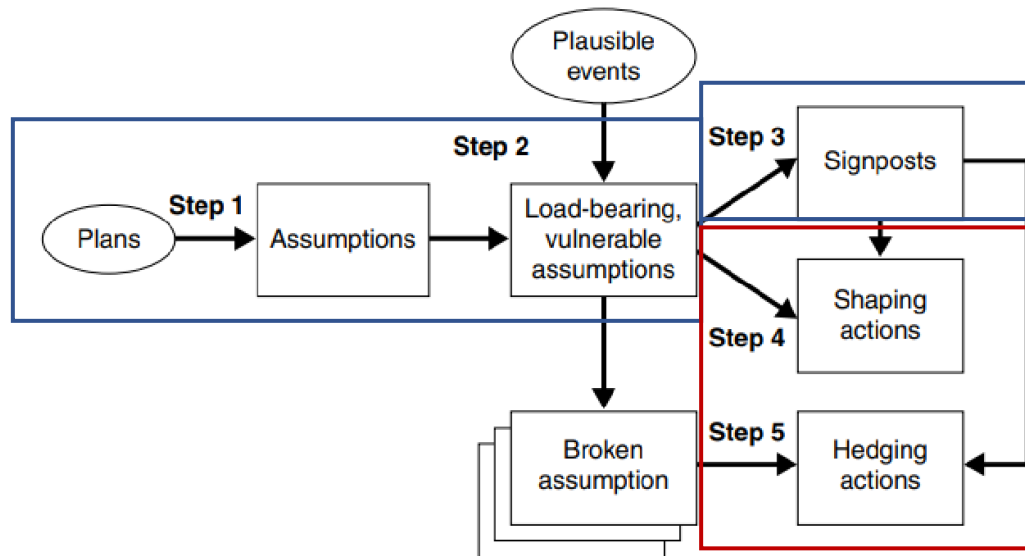 Plausible
events
Step 3
Signposts
Step 2
Step 1
Plans
Assumptions
Load-bearing,
vulnerable
assumptions
Shaping
actions
Step 4
Broken
assumption
Step 5
Hedging
actions